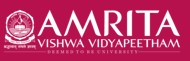 AMRITA
VISHWA VIDYAPEETHAM
DEEMED TO BE UNIVERSITY